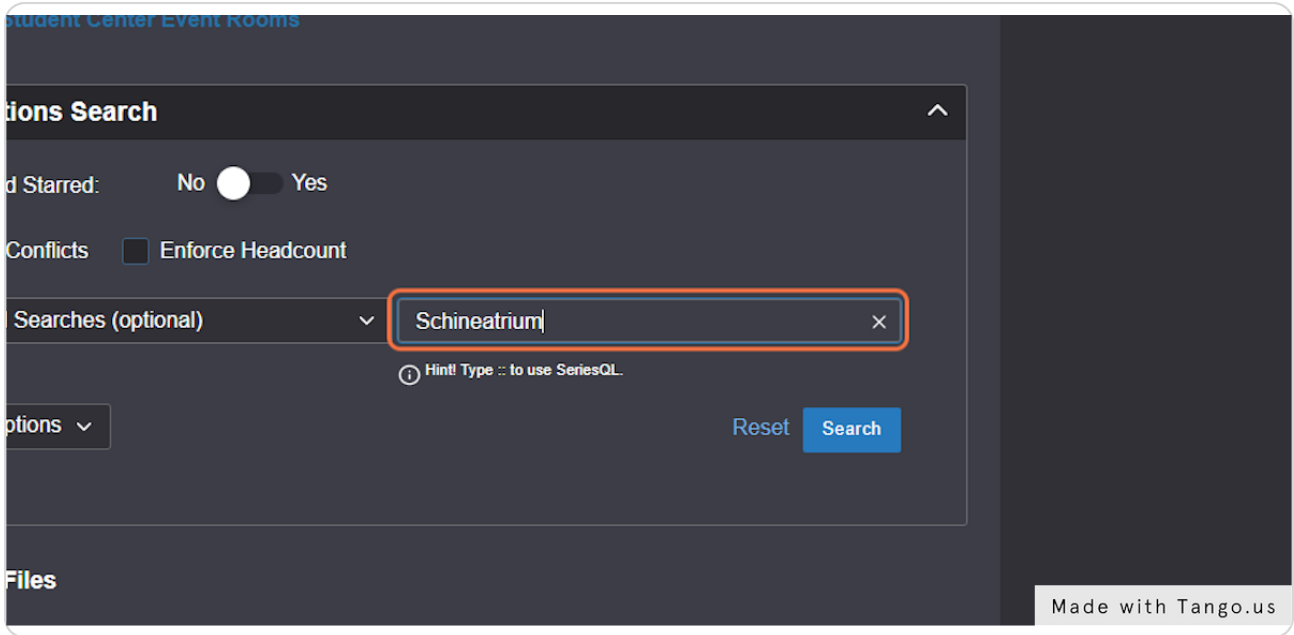 Student Center Event Rooms
tions Search
d Starred: No Yes
Conflicts Enforce Headcount
Searches (optional) Schineatrium
Hint! Type :: to use SeriesQL.
ptions Reset Search
Files
Made with Tango.us